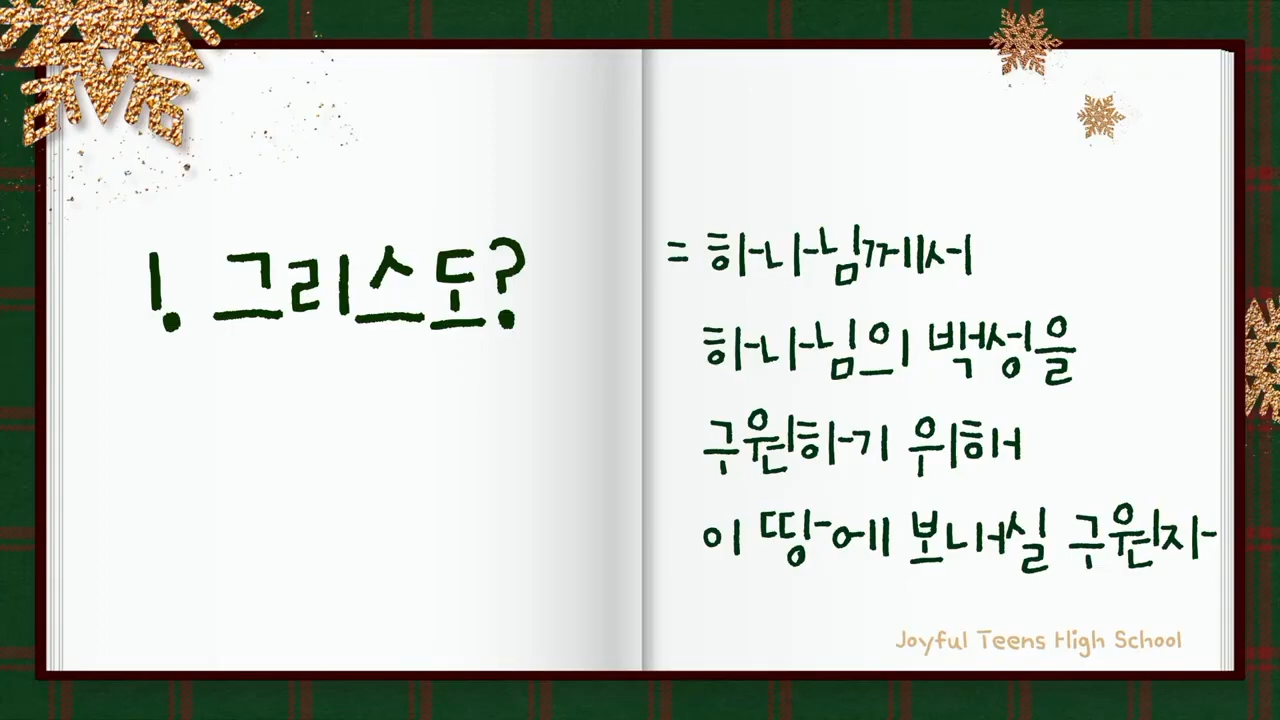 1. 그리스도?
= 하나님께서
하나님의 백성을
구원하기 위해
이 땅에 보내실 구원자
Joyful Teens High School